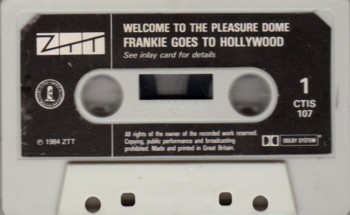 ZTT
WELCOME TO THE PLEASURE DOME
FRANKIE GOES TO HOLLYWOOD
See inlay card for details
1
CTIS
107
℗ 1984 ZTT
All rights of the owner of the recorded work reserved.
Copying, public performance and broadcasting
prohibited. Made and printed in Great Britain.
DOLBY SYSTEM